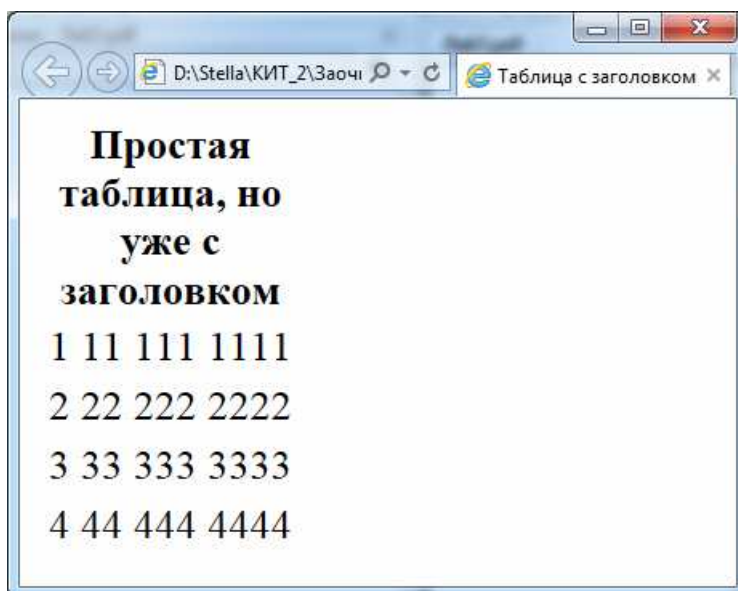 D:\Stella\КИТ_2\Заочн
Таблица с заголовком
Простая
таблица, но
уже с
заголовком
1 11 111 1111
2 22 222 2222
3 33 333 3333
4 44 444 4444